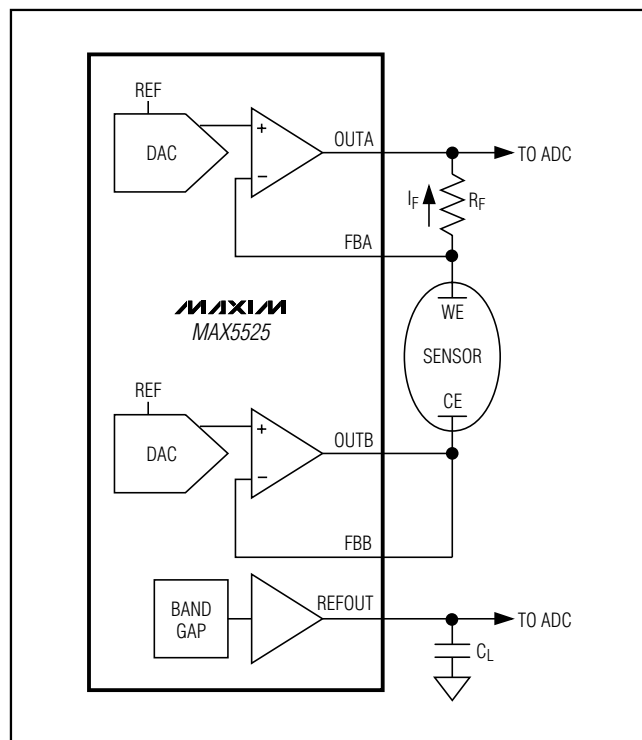 REF
DAC
+
−
OUTA
TO ADC
I_F
R_F
FBA
MAXIM
MAX5525
WE
SENSOR
CE
REF
DAC
+
−
OUTB
FBB
BAND
GAP
REFOUT
TO ADC
C_L